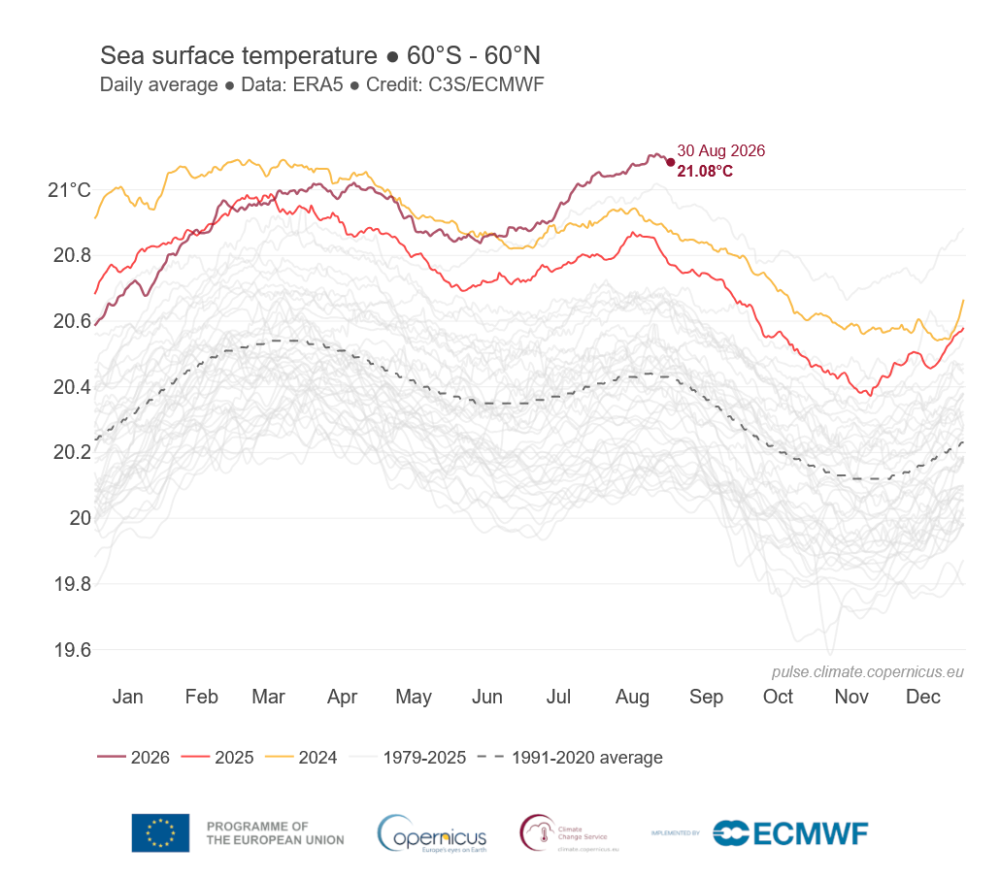 Sea surface temperature ● 60°S - 60°N
Daily average ● Data: ERA5 ● Credit: C3S/ECMWF
30 Aug 2026
21.08°C
21°C
20.8
20.6
20.4
20.2
20
19.8
19.6
pulse.climate.copernicus.eu
Jan Feb Mar Apr May Jun Jul Aug Sep Oct Nov Dec
2026 2025 2024 1979-2025 1991-2020 average
PROGRAMME OF
THE EUROPEAN UNION
opernicus
Europe's eyes on Earth
Climate
Change Service
climate.copernicus.eu
IMPLEMENTED BY
ECMWF